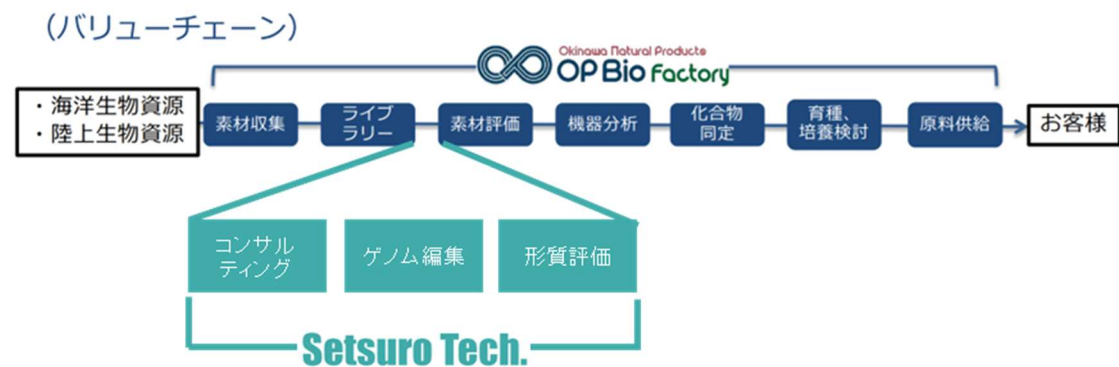 （バリューチェーン）
Okinawa Natural Products
OP Bio Factory
・海洋生物資源
・陸上生物資源
素材収集
ライブ
ラリー
素材評価
機器分析
化合物
同定
育種、
培養検討
原料供給
お客様
コンサル
ティング
ゲノム編集
形質評価
Setsuro Tech.